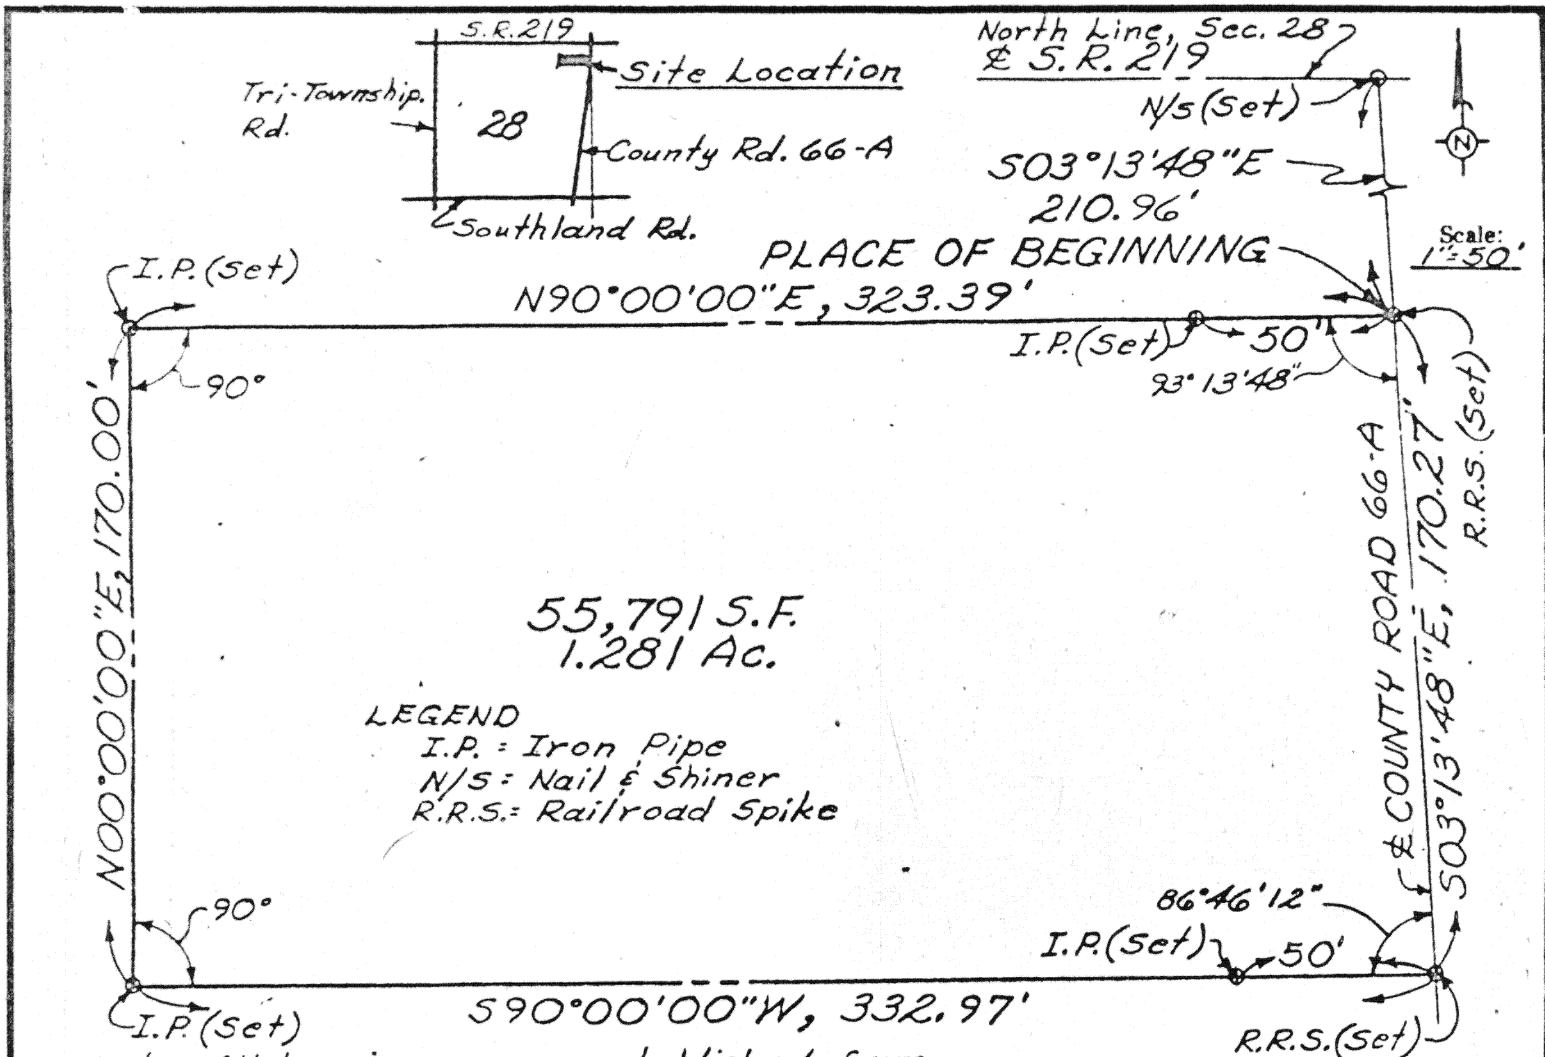 S.R. 219
Site Location
Tri-Township.
Rd.
28
County Rd. 66-A
Southland Rd.
North Line, Sec. 28
℄ S.R. 219
N/S (Set)
S03°13'48"E
210.96'
N
Scale:
1"=50'
PLACE OF BEGINNING
I.P. (Set)
N90°00'00"E, 323.39'
I.P. (Set)
50'
90°
93°13'48"
R.R.S. (Set)
N00°00'00"E, 170.00'
℄ COUNTY ROAD 66-A
S03°13'48"E, 170.27'
55,791 S.F.
1.281 Ac.
LEGEND
I.P. = Iron Pipe
N/S = Nail & Shiner
R.R.S. = Railroad Spike
90°
86°46'12"
I.P. (Set)
50'
S90°00'00"W, 332.97'
I.P. (Set)
R.R.S. (Set)